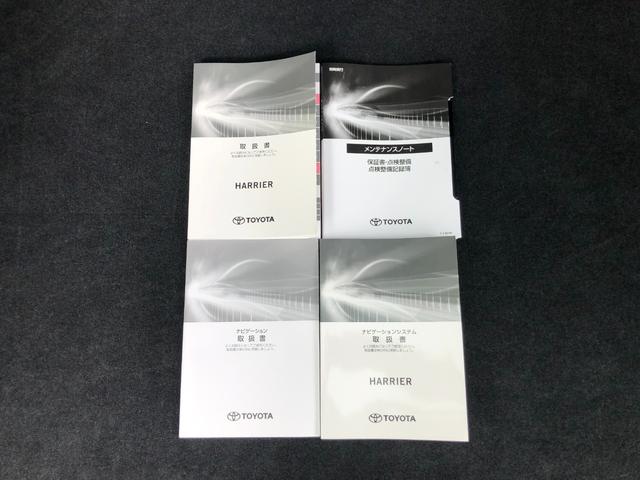 取扱書
HARRIER
TOYOTA
メンテナンスノート
保証書・点検整備
点検整備記録簿
TOYOTA
ナビゲーション
取扱書
TOYOTA
ナビゲーションシステム
取扱書
HARRIER
TOYOTA